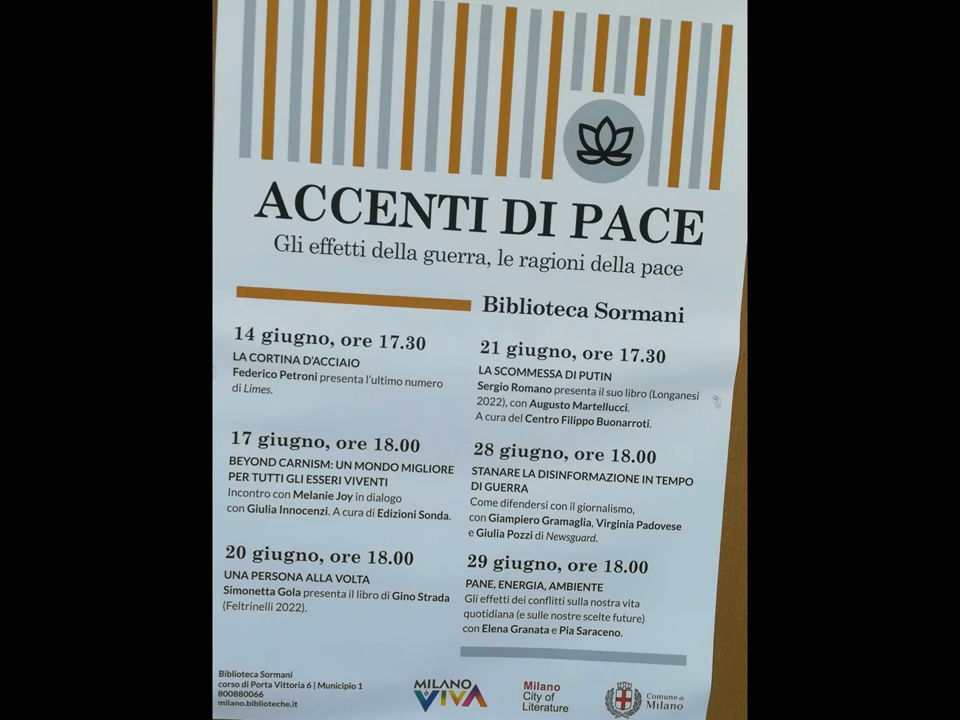 ACCENTI DI PACE
Gli effetti della guerra, le ragioni della pace
Biblioteca Sormani
14 giugno, ore 17.30
LA CORTINA D'ACCIAIO
Federico Petroni presenta l'ultimo numero
di Limes.
17 giugno, ore 18.00
BEYOND CARNISM: UN MONDO MIGLIORE
PER TUTTI GLI ESSERI VIVENTI
Incontro con Melanie Joy in dialogo
con Giulia Innocenzi. A cura di Edizioni Sonda.
20 giugno, ore 18.00
UNA PERSONA ALLA VOLTA
Simonetta Gola presenta il libro di Gino Strada
(Feltrinelli 2022).
21 giugno, ore 17.30
LA SCOMMESSA DI PUTIN
Sergio Romano presenta il suo libro (Longanesi
2022), con Augusto Martellucci.
A cura del Centro Filippo Buonarroti.
28 giugno, ore 18.00
STANARE LA DISINFORMAZIONE IN TEMPO
DI GUERRA
Come difendersi con il giornalismo,
con Giampiero Gramaglia, Virginia Padovese
e Giulia Pozzi di Newsguard.
29 giugno, ore 18.00
PANE, ENERGIA, AMBIENTE
Gli effetti dei conflitti sulla nostra vita
quotidiana (e sulle nostre scelte future)
con Elena Granata e Pia Saraceno.
Biblioteca Sormani
corso di Porta Vittoria 6 | Municipio 1
800880066
milano.biblioteche.it
MILANO
è VIVA
Milano
City of
Literature
Comune di
Milano